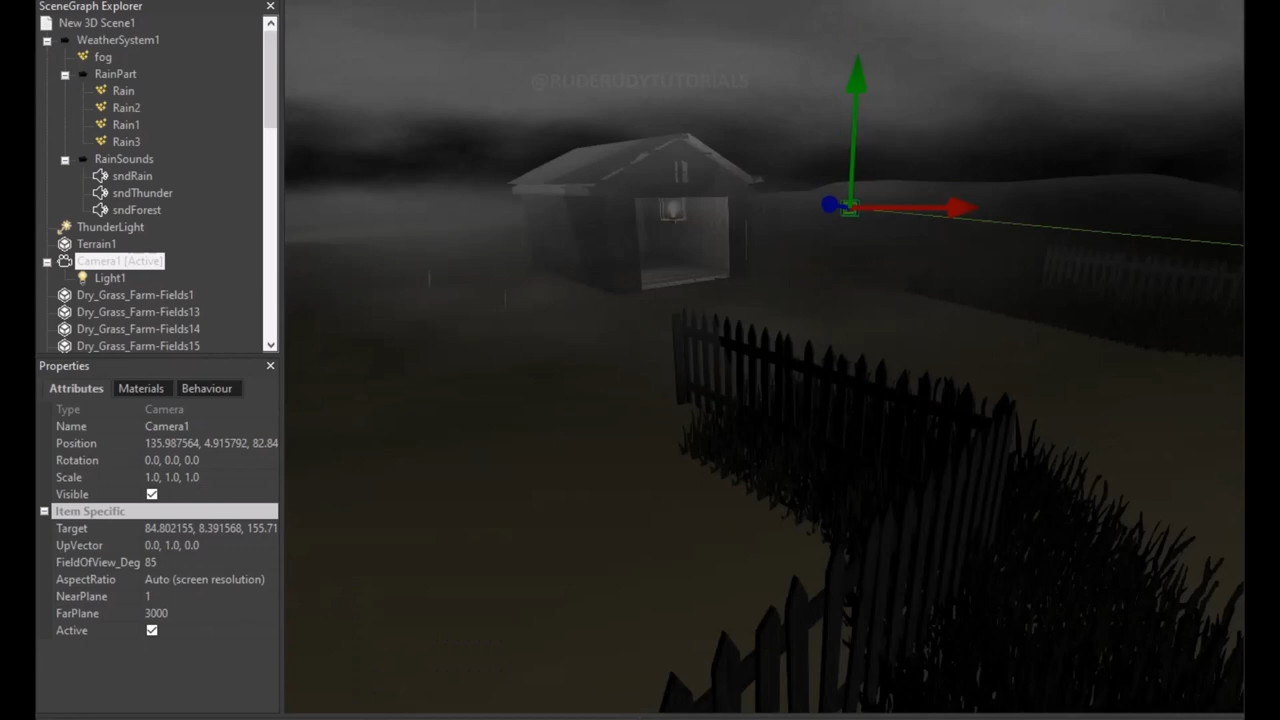 SceneGraph Explorer
New 3D Scene1
WeatherSystem1
fog
RainPart
Rain
Rain2
Rain1
Rain3
RainSounds
sndRain
sndThunder
sndForest
ThunderLight
Terrain1
Camera1 [Active]
Light1
Dry_Grass_Farm-Fields1
Dry_Grass_Farm-Fields13
Dry_Grass_Farm-Fields14
Dry_Grass_Farm-Fields15
@RUDERUDYTUTORIALS
Properties
Attributes Materials Behaviour
Type Camera
Name Camera1
Position 135.987564, 4.915792, 82.84
Rotation 0.0, 0.0, 0.0
Scale 1.0, 1.0, 1.0
Visible
Item Specific
Target 84.802155, 8.391568, 155.71
UpVector 0.0, 1.0, 0.0
FieldOfView_Deg 85
AspectRatio Auto (screen resolution)
NearPlane 1
FarPlane 3000
Active